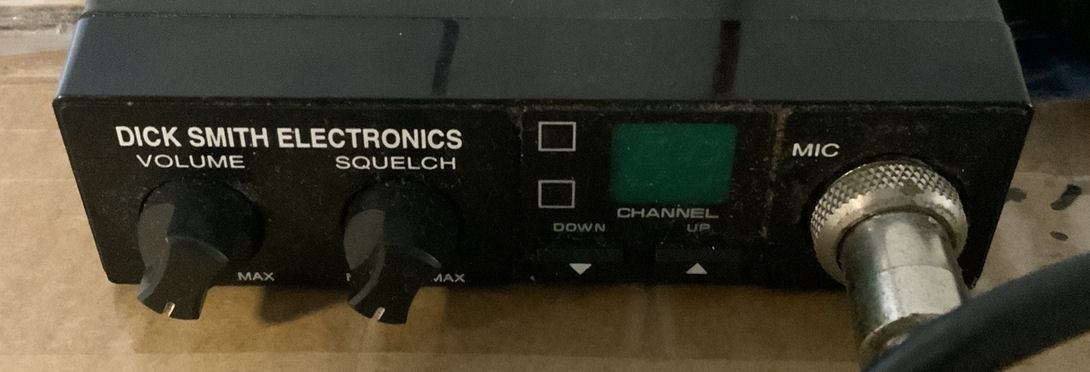 DICK SMITH ELECTRONICS
VOLUME SQUELCH
MIC
CHANNEL
DOWN UP
MAX MAX